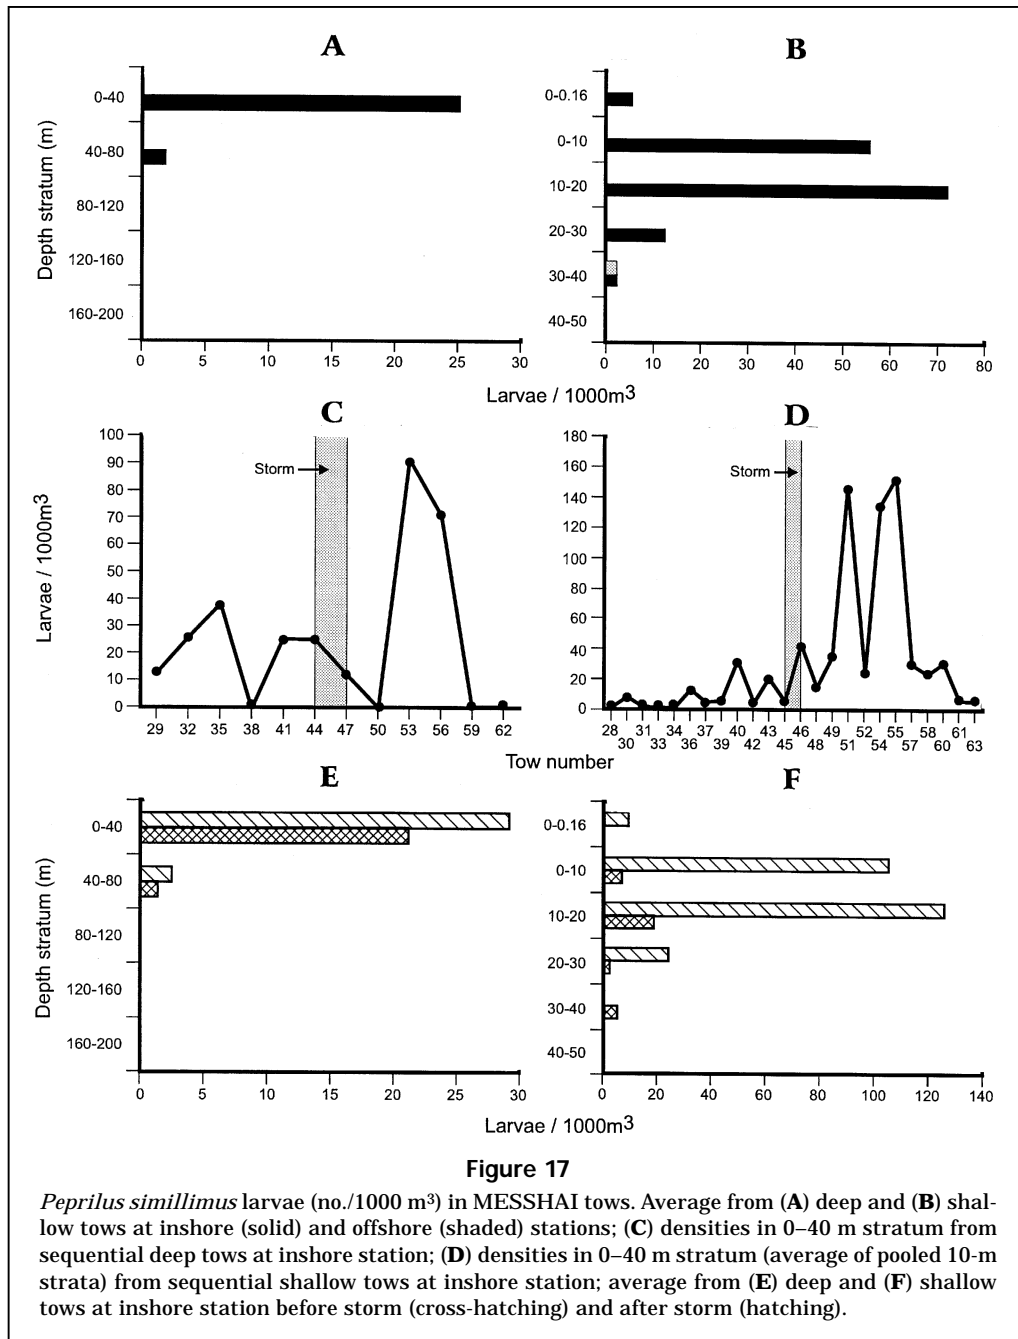 A
B
Depth stratum (m)
0-40
40-80
80-120
120-160
160-200
0 5 10 15 20 25 30
0-0.16
0-10
10-20
20-30
30-40
40-50
0 10 20 30 40 50 60 70 80
Larvae / 1000m3
C
D
Larvae / 1000m3
100
90
80
70
60
50
40
30
20
10
0
Storm
29 32 35 38 41 44 47 50 53 56 59 62
180
160
140
120
100
80
60
40
20
0
Storm
28 31 34 37 40 43 46 49 52 55 58 61
30 33 36 39 42 45 48 51 54 57 60 63
Tow number
E
F
Depth stratum (m)
0-40
40-80
80-120
120-160
160-200
0 5 10 15 20 25 30
0-0.16
0-10
10-20
20-30
30-40
40-50
0 20 40 60 80 100 120 140
Larvae / 1000m3
Figure 17
Peprilus simillimus larvae (no./1000 m³) in MESSHAI tows. Average from (A) deep and (B) shal-
low tows at inshore (solid) and offshore (shaded) stations; (C) densities in 0–40 m stratum from
sequential deep tows at inshore station; (D) densities in 0–40 m stratum (average of pooled 10-m
strata) from sequential shallow tows at inshore station; average from (E) deep and (F) shallow
tows at inshore station before storm (cross-hatching) and after storm (hatching).